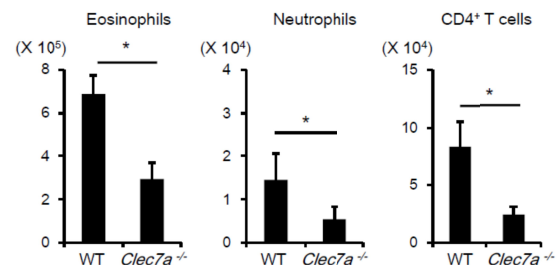 Eosinophils Neutrophils CD4⁺ T cells
(X 10⁵) (X 10⁴) (X 10⁴)
8 4 15
* * *
6 3
10
4 2
5
2 1
0 0 0
WT Clec7a -/- WT Clec7a -/- WT Clec7a -/-